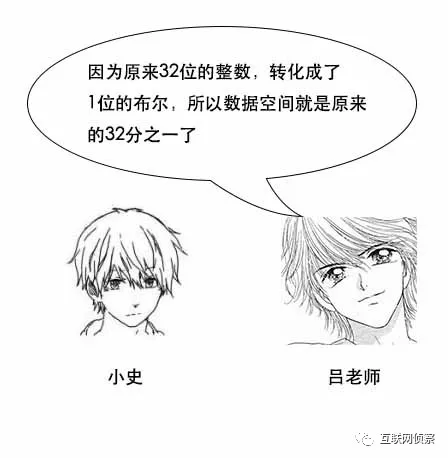 因为原来32位的整数，转化成了
1位的布尔，所以数据空间就是原来
的32分之一了
小史
吕老师
互联网侦察